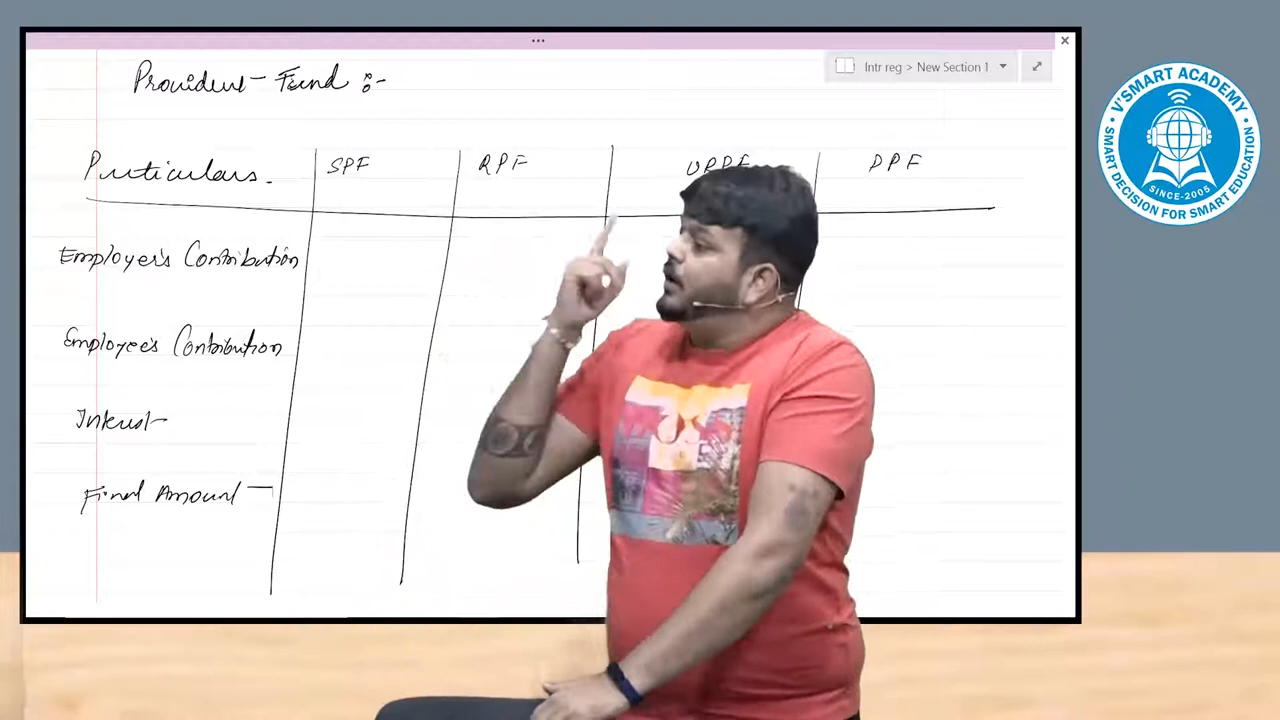 Provident Fund :-
Intr reg > New Section 1
Particulars. SPF RPF URPF PPF
Employer's Contribution
Employee's Contribution
Interest
Final Amount
V'SMART ACADEMY
SINCE-2005
SMART DECISION FOR SMART EDUCATION